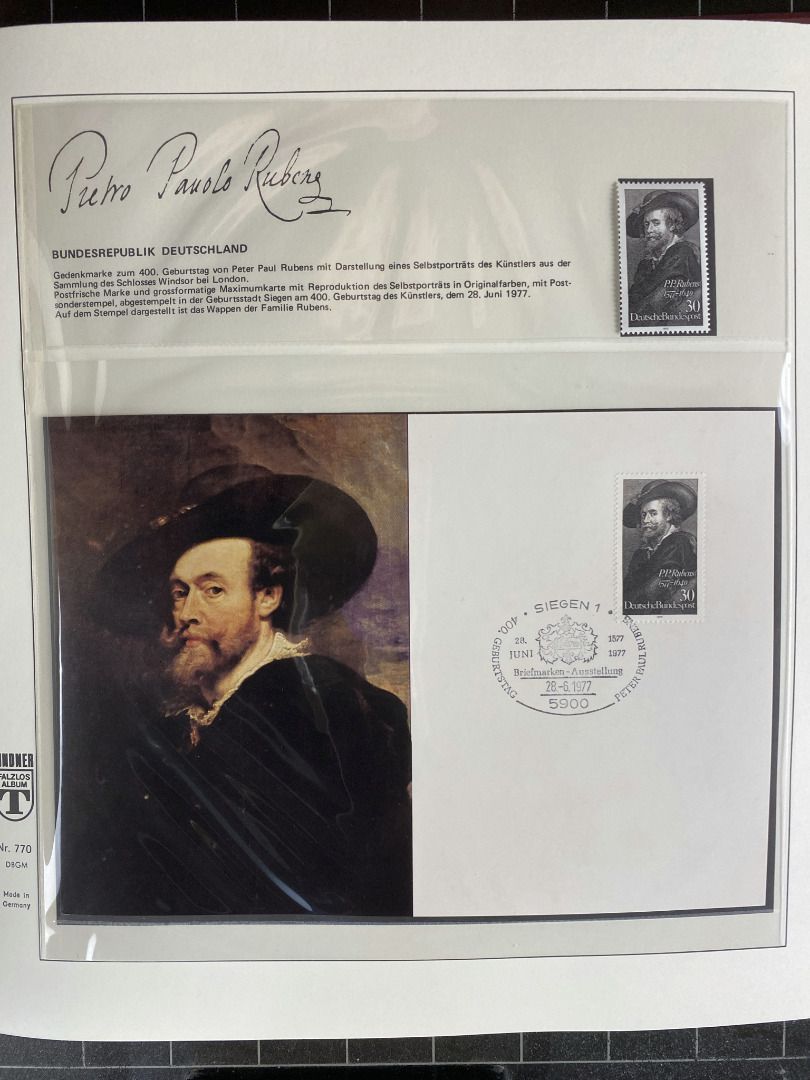 Pietro Pauolo Rubens
BUNDESREPUBLIK DEUTSCHLAND
Gedenkmarke zum 400. Geburtstag von Peter Paul Rubens mit Darstellung eines Selbstporträts des Künstlers aus der
Sammlung des Schlosses Windsor bei London.
Postfrische Marke und grossformatige Maximumkarte mit Reproduktion des Selbstporträts in Originalfarben, mit Post-
sonderstempel, abgestempelt in der Geburtsstadt Siegen am 400. Geburtstag des Künstlers, dem 28. Juni 1977.
Auf dem Stempel dargestellt ist das Wappen der Familie Rubens.
P.P.Rubens
1577-1640
30
Deutsche Bundespost
P.P.Rubens
1577-1640
30
Deutsche Bundespost
• SIEGEN 1 •
400. GEBURTSTAG
PETER PAUL RUBENS
28. 1577
JUNI 1977
Briefmarken-Ausstellung
28.-6.1977
5900
NDNER
FALZLOS
ALBUM
T
Nr. 770
DBGM
Made in
Germany